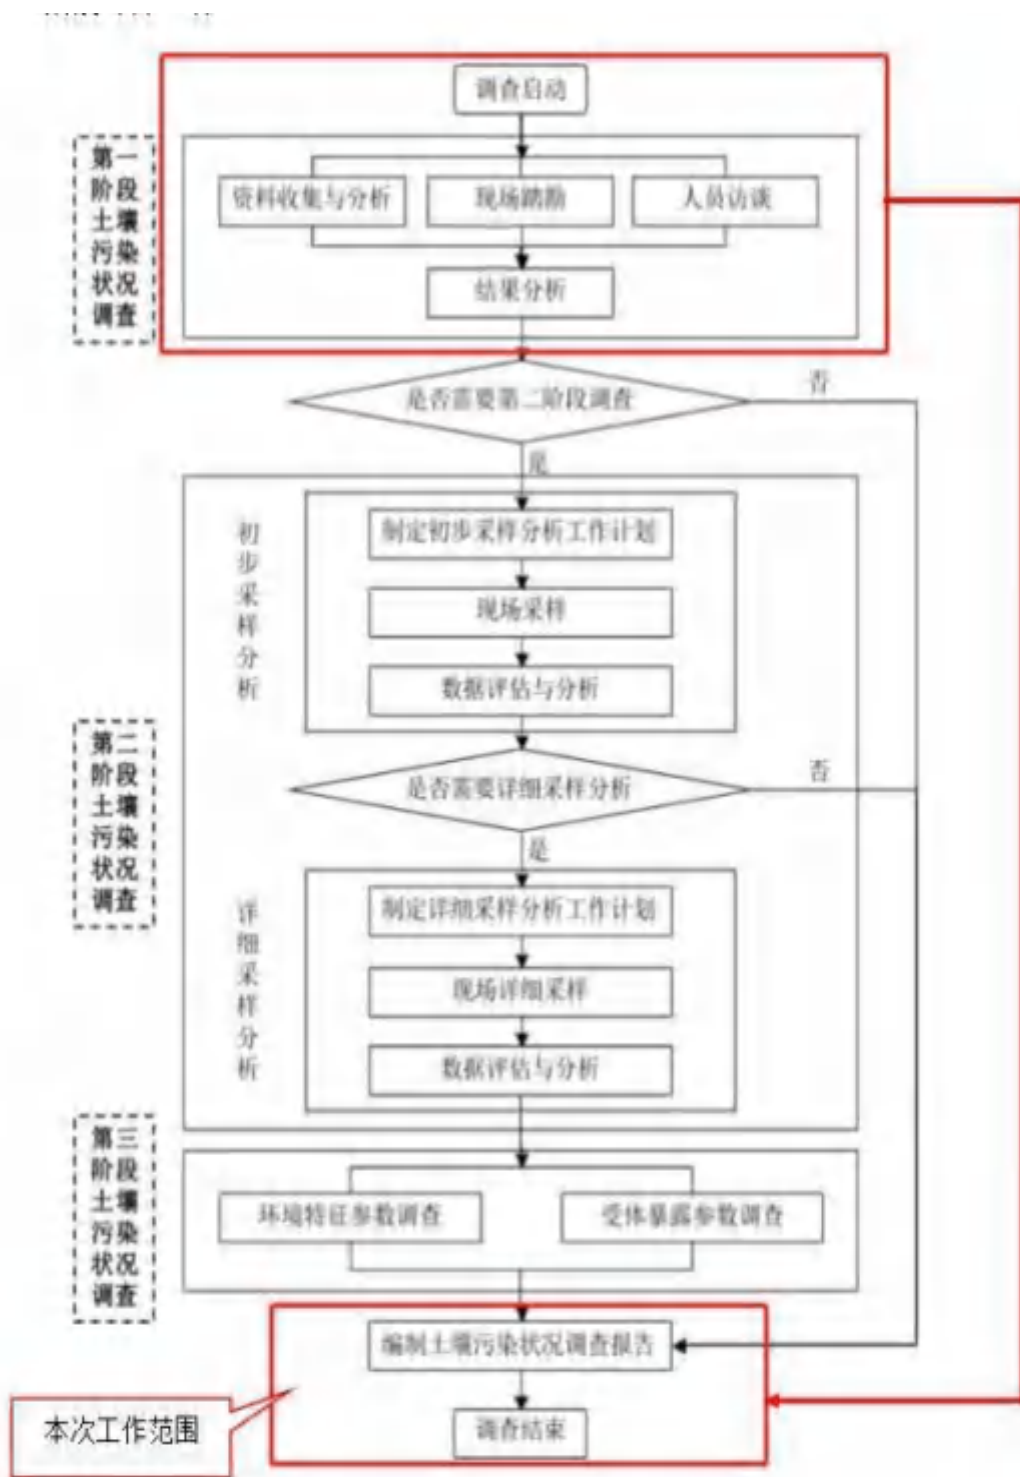 调查启动
第一
阶段
土壤
污染
状况
调查
资料收集与分析
现场踏勘
人员访谈
结果分析
是否需要第二阶段调查
否
是
初
步
采
样
分
析
制定初步采样分析工作计划
现场采样
数据评估与分析
第二
阶段
土壤
污染
状况
调查
是否需要详细采样分析
否
是
详
细
采
样
分
析
制定详细采样分析工作计划
现场详细采样
数据评估与分析
第三
阶段
土壤
污染
状况
调查
环境特征参数调查
受体暴露参数调查
编制土壤污染状况调查报告
本次工作范围
调查结束